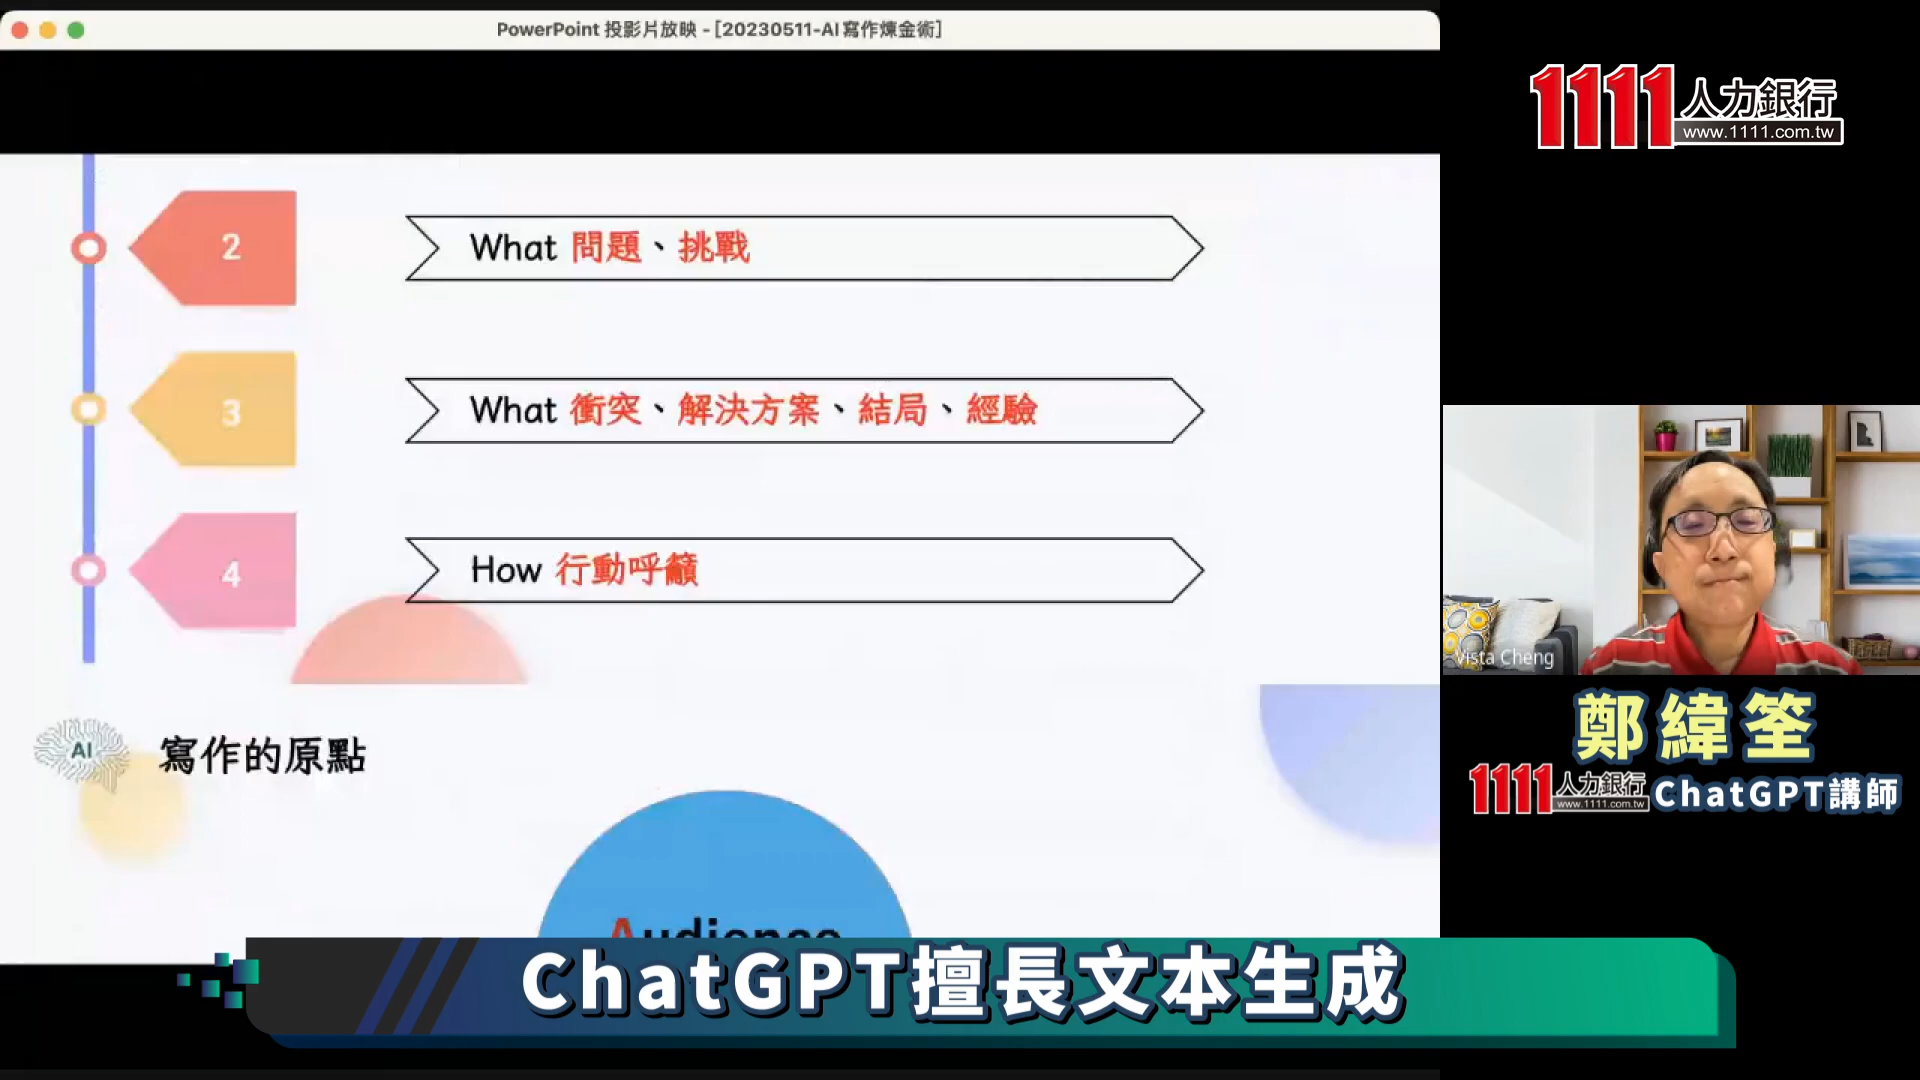 PowerPoint 投影片放映 - [20230511-AI寫作煉金術]
1111人力銀行
www.1111.com.tw
2
What 問題、挑戰
3
What 衝突、解決方案、結局、經驗
4
How 行動呼籲
AI
寫作的原點
Audience
Vista Cheng
鄭緯筌
1111人力銀行
www.1111.com.tw
ChatGPT講師
ChatGPT擅長文本生成